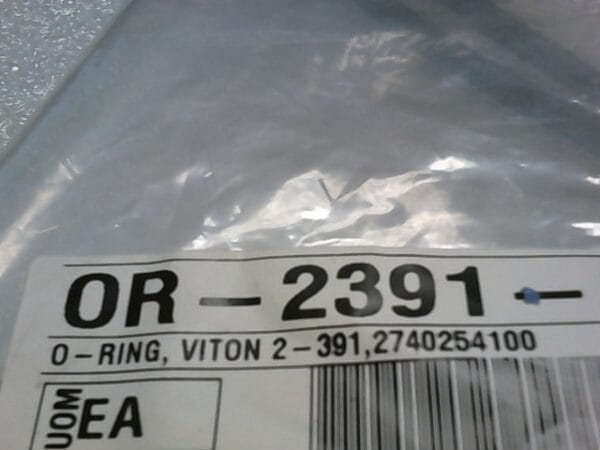 OR-2391-
O-RING, VITON 2-391,2740254100
UOM EA